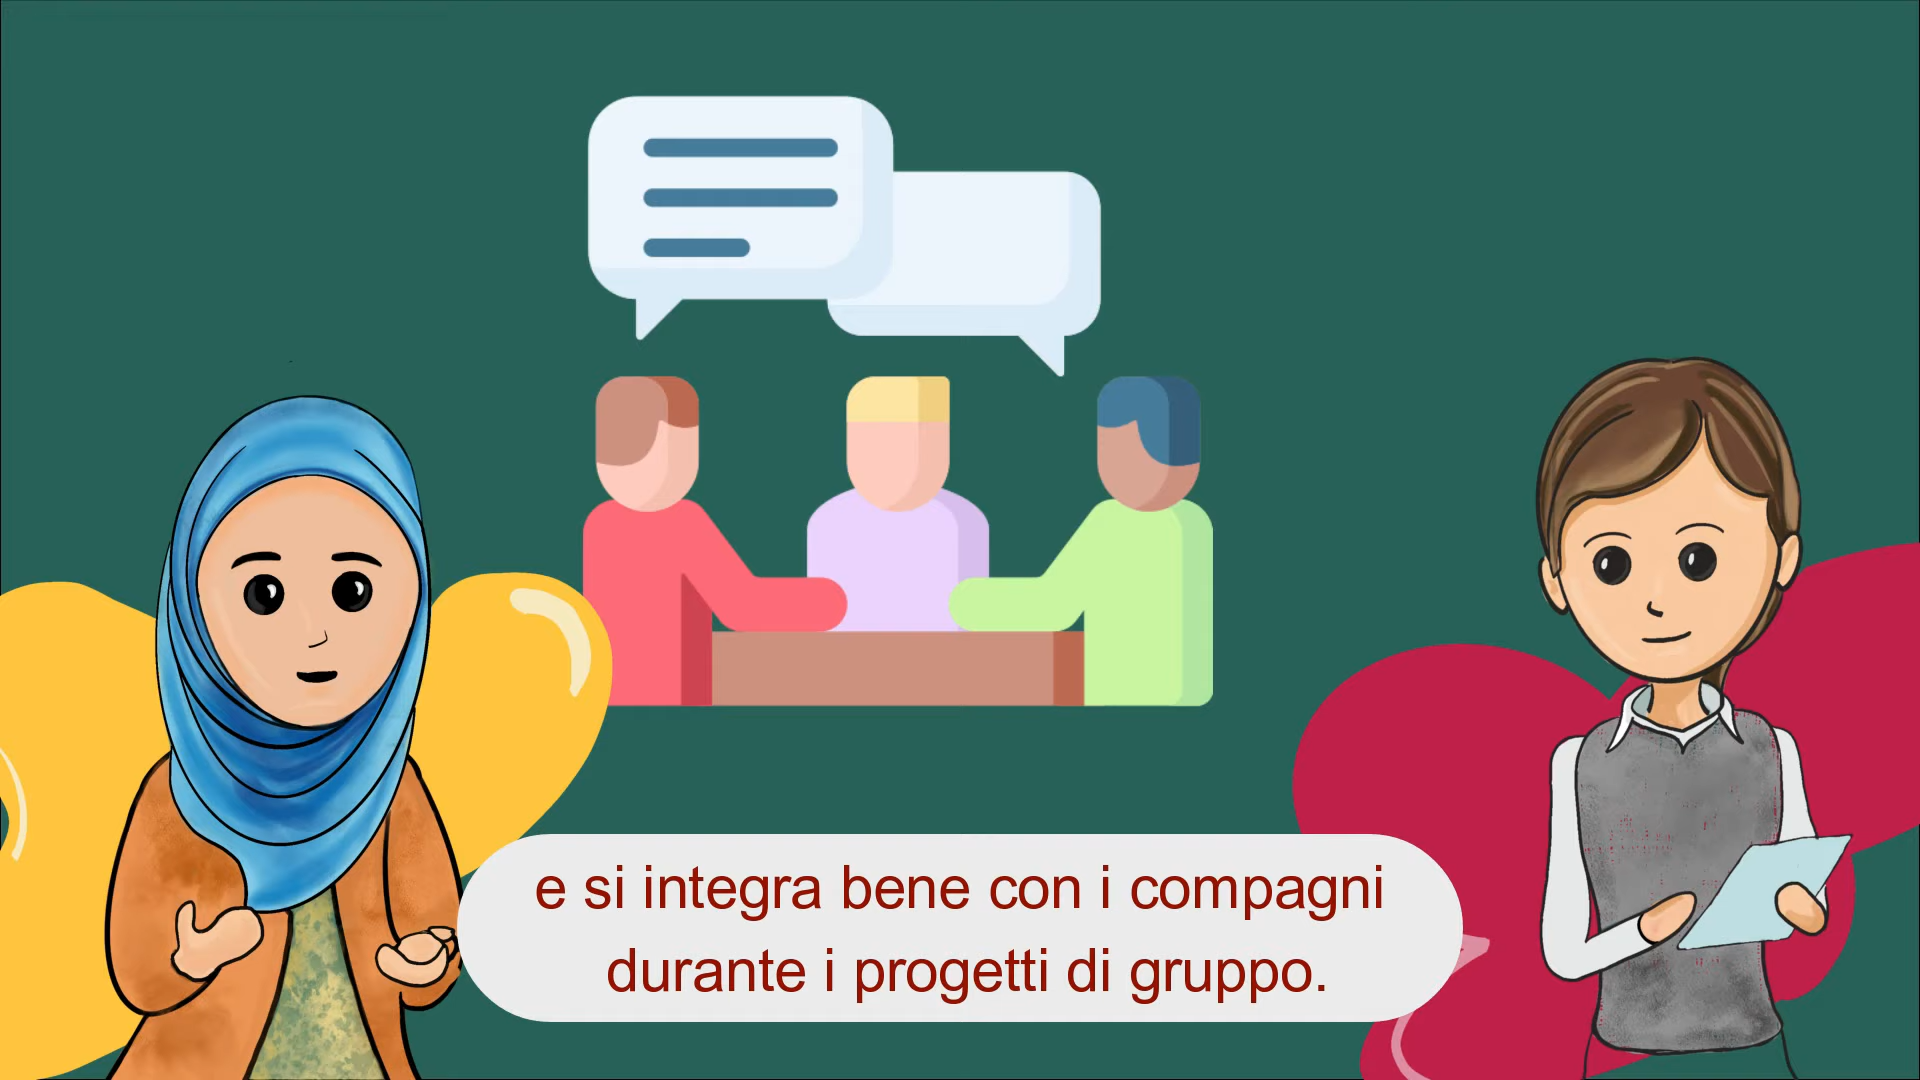 e si integra bene con i compagni
durante i progetti di gruppo.